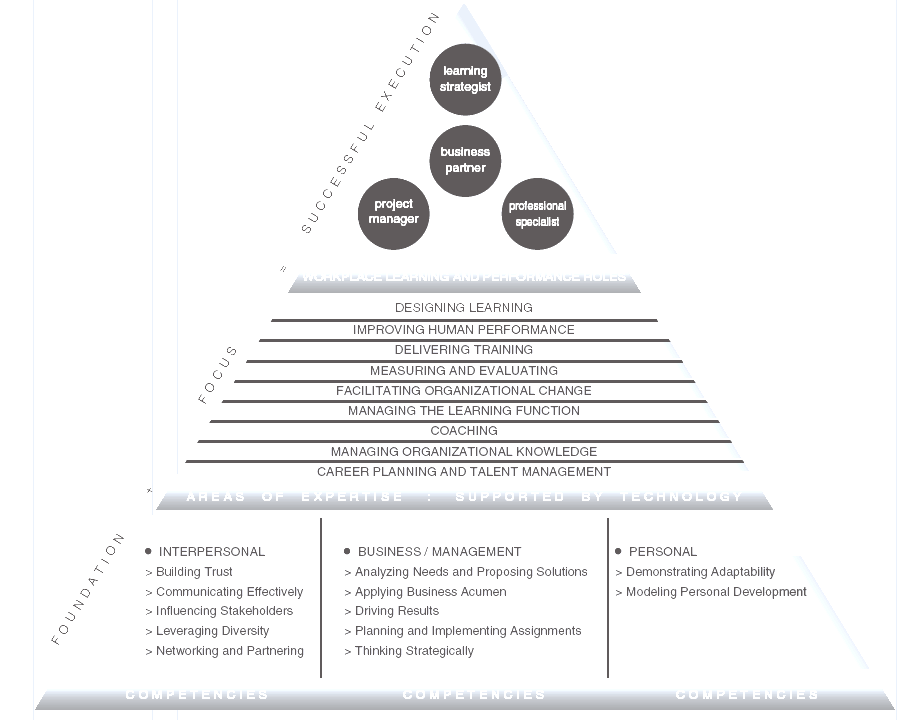 SUCCESSFUL EXECUTION
learning
strategist
business
partner
project
manager
professional
specialist
=
WORKPLACE LEARNING AND PERFORMANCE ROLES
FOCUS
DESIGNING LEARNING
IMPROVING HUMAN PERFORMANCE
DELIVERING TRAINING
MEASURING AND EVALUATING
FACILITATING ORGANIZATIONAL CHANGE
MANAGING THE LEARNING FUNCTION
COACHING
MANAGING ORGANIZATIONAL KNOWLEDGE
CAREER PLANNING AND TALENT MANAGEMENT
+
AREAS OF EXPERTISE : SUPPORTED BY TECHNOLOGY
FOUNDATION
• INTERPERSONAL
> Building Trust
> Communicating Effectively
> Influencing Stakeholders
> Leveraging Diversity
> Networking and Partnering
• BUSINESS / MANAGEMENT
> Analyzing Needs and Proposing Solutions
> Applying Business Acumen
> Driving Results
> Planning and Implementing Assignments
> Thinking Strategically
• PERSONAL
> Demonstrating Adaptability
> Modeling Personal Development
COMPETENCIES COMPETENCIES COMPETENCIES